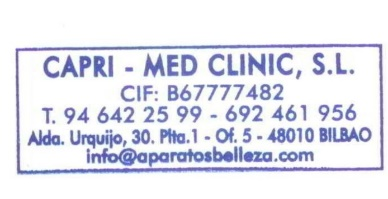 CAPRI - MED CLINIC, S.L.
CIF: B67777482
T. 94 642 25 99 - 692 461 956
Alda. Urquijo, 30. Plta.1 - Of. 5 - 48010 BILBAO
info@aparatosbelleza.com